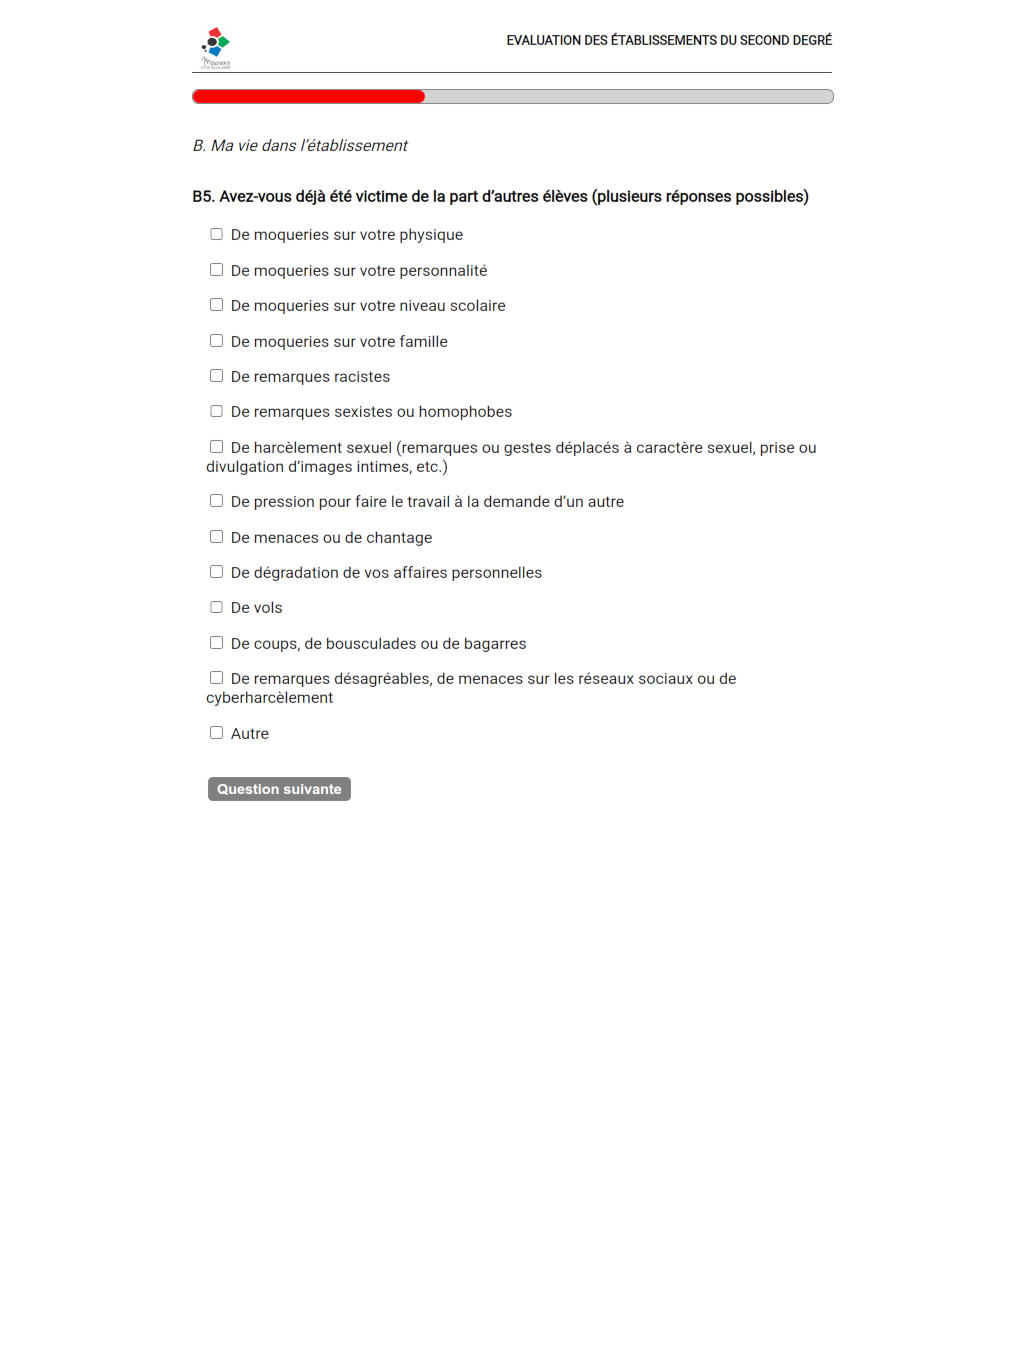 Mourenx
CITÉ SCOLAIRE
EVALUATION DES ÉTABLISSEMENTS DU SECOND DEGRÉ
B. Ma vie dans l’établissement
B5. Avez-vous déjà été victime de la part d’autres élèves (plusieurs réponses possibles)
De moqueries sur votre physique
De moqueries sur votre personnalité
De moqueries sur votre niveau scolaire
De moqueries sur votre famille
De remarques racistes
De remarques sexistes ou homophobes
De harcèlement sexuel (remarques ou gestes déplacés à caractère sexuel, prise ou
divulgation d’images intimes, etc.)
De pression pour faire le travail à la demande d’un autre
De menaces ou de chantage
De dégradation de vos affaires personnelles
De vols
De coups, de bousculades ou de bagarres
De remarques désagréables, de menaces sur les réseaux sociaux ou de
cyberharcèlement
Autre
Question suivante